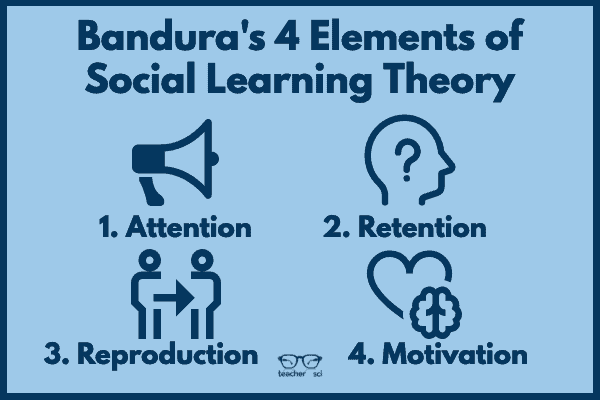 Bandura's 4 Elements of
Social Learning Theory
?
1. Attention
2. Retention
3. Reproduction
4. Motivation
teacher sci